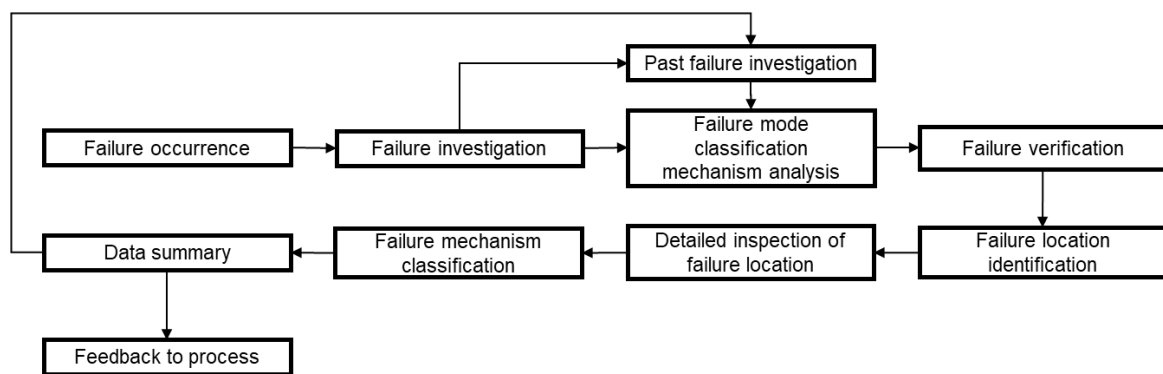 Past failure investigation
Failure occurrence
Failure investigation
Failure mode
classification
mechanism analysis
Failure verification
Data summary
Failure mechanism
classification
Detailed inspection of
failure location
Failure location
identification
Feedback to process